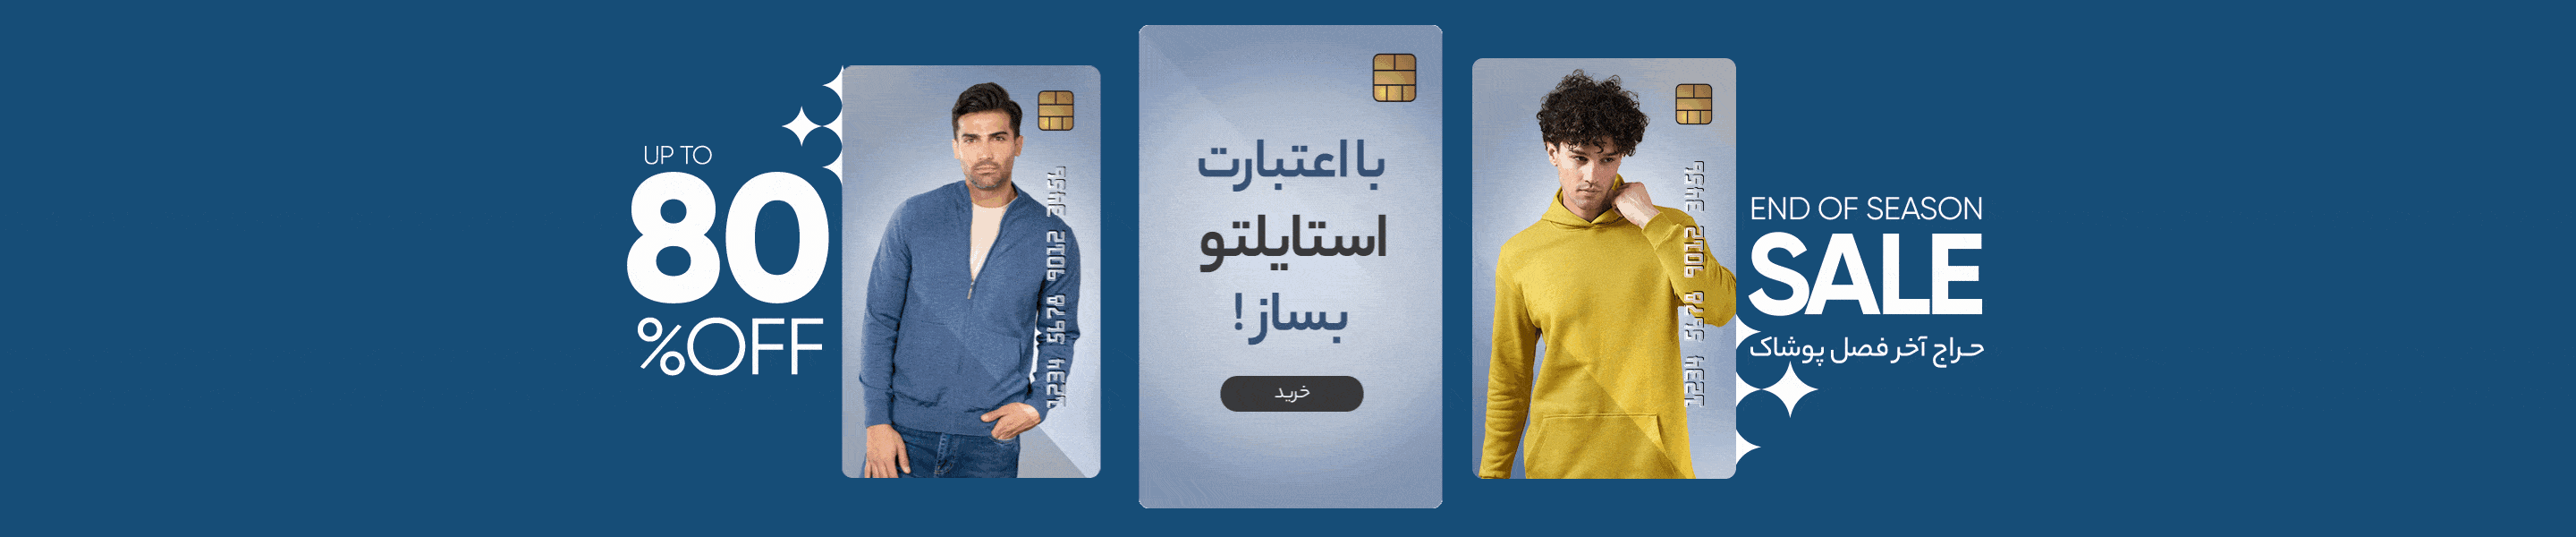 UP TO
80
%OFF
1234 5678 9012 3456
با اعتبارت
استایلتو
بساز!
خرید
1234 5678 9012 3456
END OF SEASON
SALE
حراج آخر فصل پوشاک